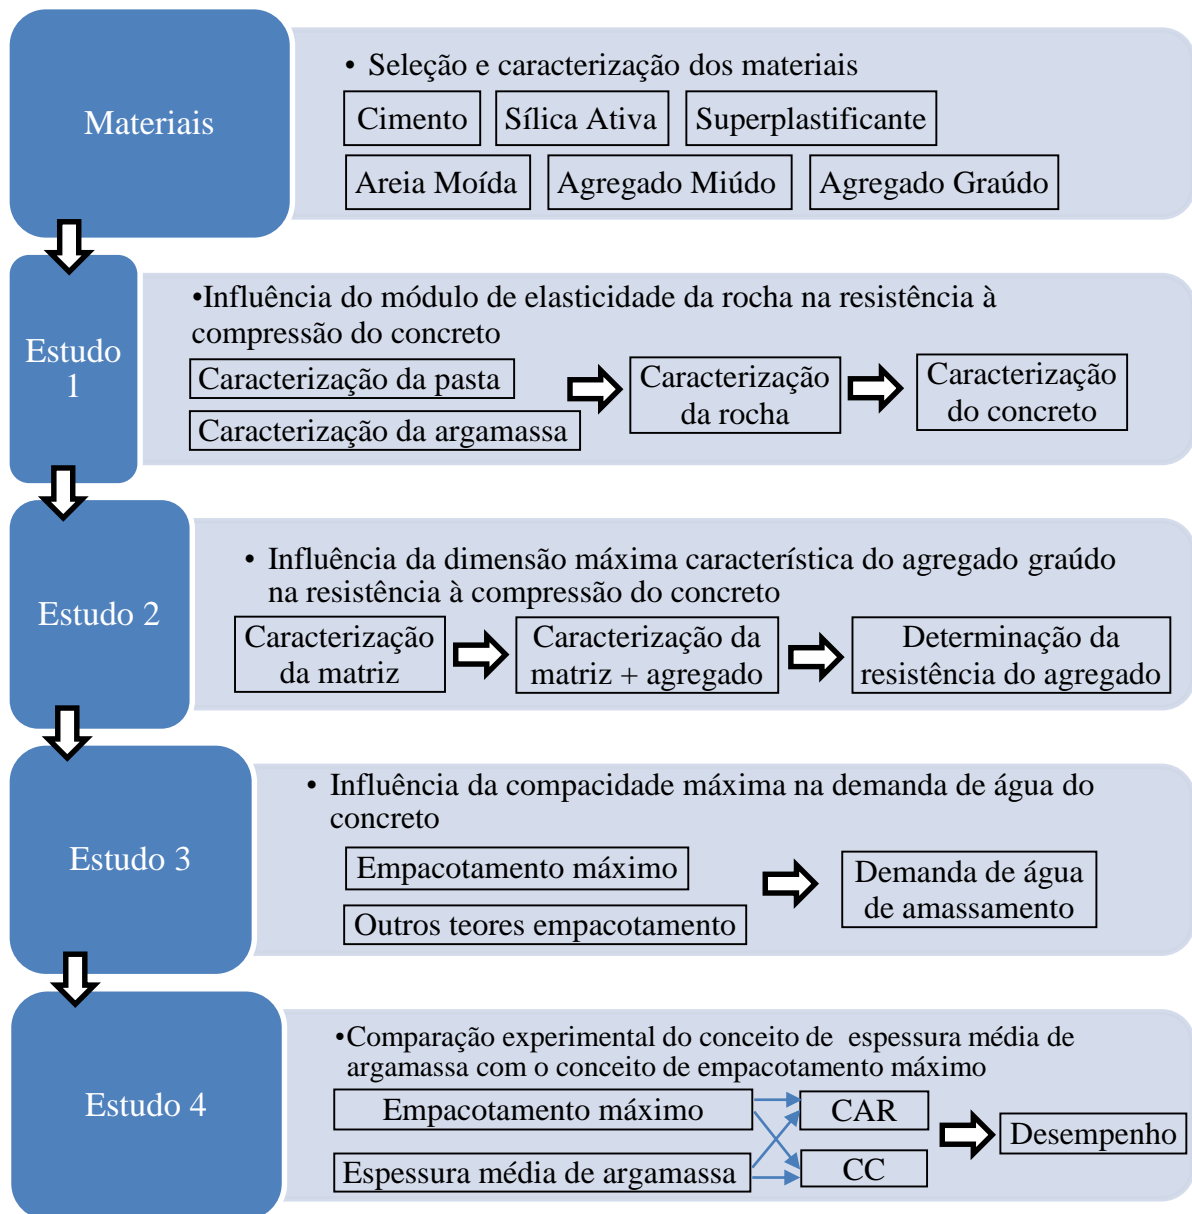 Materiais
• Seleção e caracterização dos materiais
Cimento
Sílica Ativa
Superplastificante
Areia Moída
Agregado Miúdo
Agregado Graúdo
Estudo
1
•Influência do módulo de elasticidade da rocha na resistência à
compressão do concreto
Caracterização da pasta
Caracterização da argamassa
Caracterização
da rocha
Caracterização
do concreto
Estudo 2
• Influência da dimensão máxima característica do agregado graúdo
na resistência à compressão do concreto
Caracterização
da matriz
Caracterização da
matriz + agregado
Determinação da
resistência do agregado
Estudo 3
• Influência da compacidade máxima na demanda de água do
concreto
Empacotamento máximo
Outros teores empacotamento
Demanda de água
de amassamento
Estudo 4
•Comparação experimental do conceito de espessura média de
argamassa com o conceito de empacotamento máximo
Empacotamento máximo
Espessura média de argamassa
CAR
CC
Desempenho